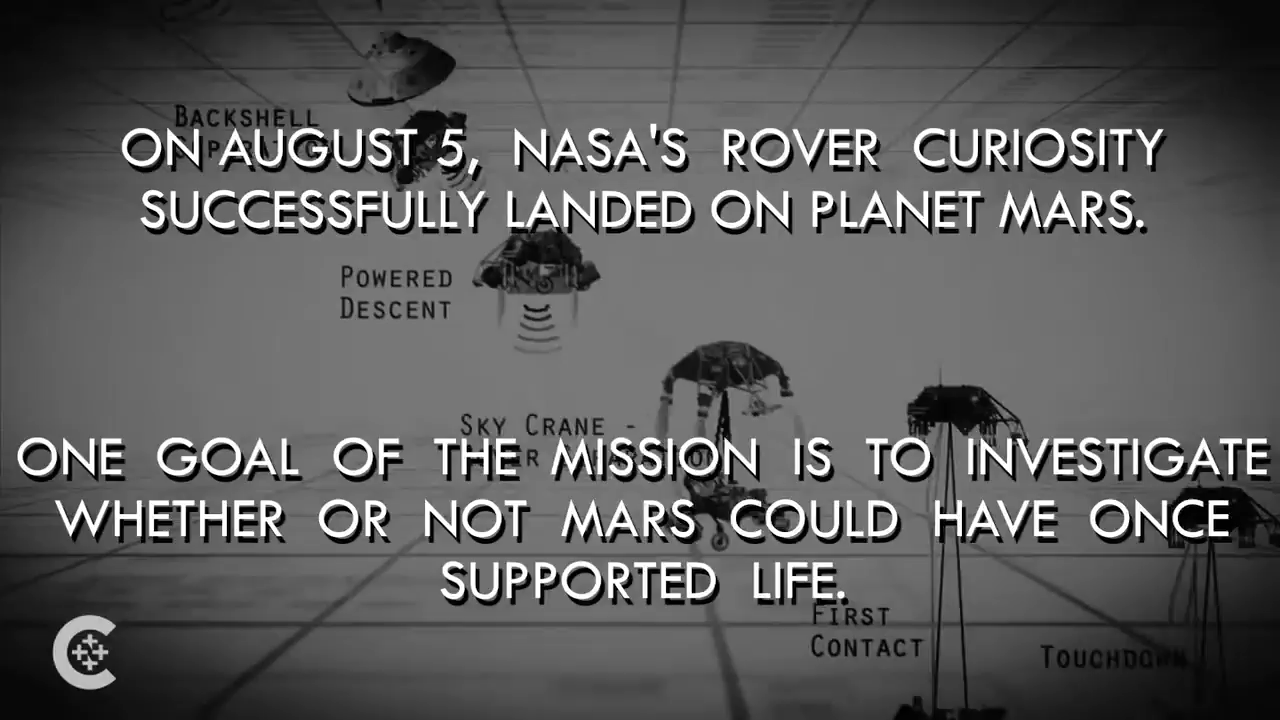 BACKSHELL
ON AUGUST 5, NASA'S ROVER CURIOSITY
SUCCESSFULLY LANDED ON PLANET MARS.
POWERED
DESCENT
SKY CRANE -
ONE GOAL OF THE MISSION IS TO INVESTIGATE
WHETHER OR NOT MARS COULD HAVE ONCE
SUPPORTED LIFE.
FIRST
CONTACT
TOUCHDOWN